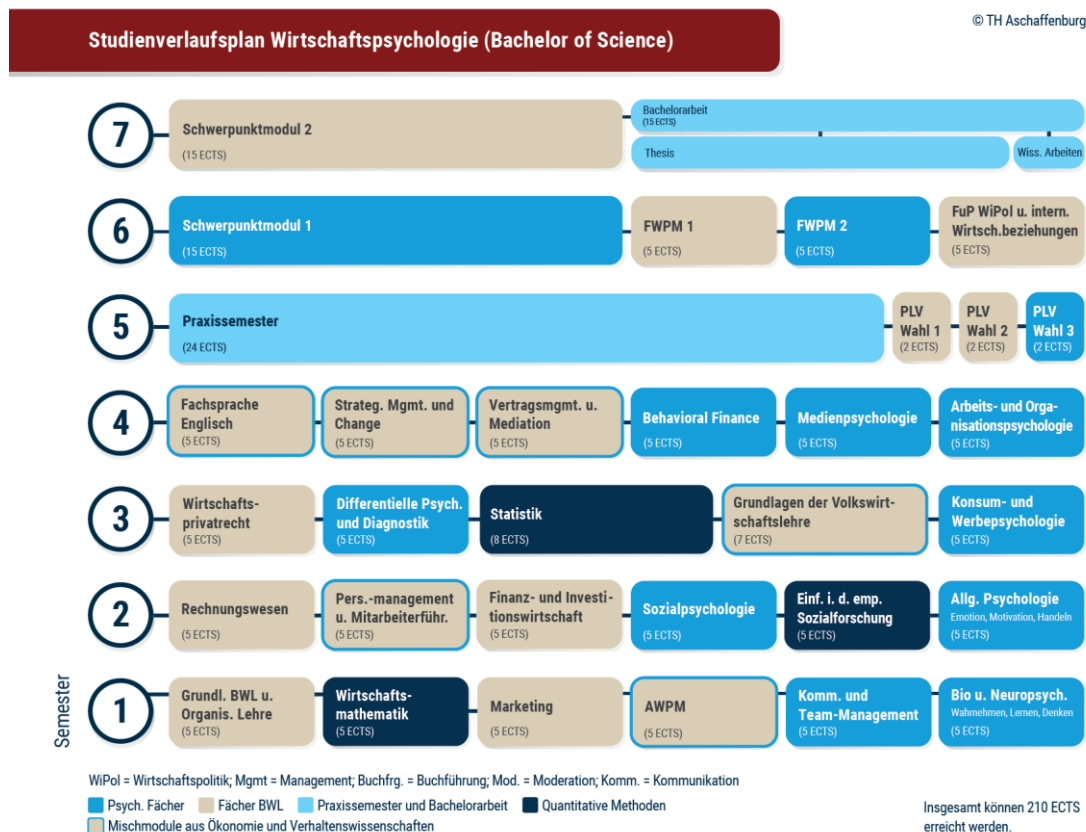 © TH Aschaffenburg
Studienverlaufsplan Wirtschaftspsychologie (Bachelor of Science)
7
Schwerpunktmodul 2
(15 ECTS)
Bachelorarbeit
(15 ECTS)
Thesis
Wiss. Arbeiten
6
Schwerpunktmodul 1
(15 ECTS)
FWPM 1
(5 ECTS)
FWPM 2
(5 ECTS)
FuP WiPol u. intern.
Wirtsch.beziehungen
(5 ECTS)
5
Praxissemester
(24 ECTS)
PLV
Wahl 1
(2 ECTS)
PLV
Wahl 2
(2 ECTS)
PLV
Wahl 3
(2 ECTS)
4
Fachsprache
Englisch
(5 ECTS)
Strateg. Mgmt. und
Change
(5 ECTS)
Vertragsmgmt. u.
Mediation
(5 ECTS)
Behavioral Finance
(5 ECTS)
Medienpsychologie
(5 ECTS)
Arbeits- und Orga-
nisationspsychologie
(5 ECTS)
3
Wirtschafts-
privatrecht
(5 ECTS)
Differentielle Psych.
und Diagnostik
(5 ECTS)
Statistik
(8 ECTS)
Grundlagen der Volkswirt-
schaftslehre
(7 ECTS)
Konsum- und
Werbepsychologie
(5 ECTS)
2
Rechnungswesen
(5 ECTS)
Pers.-management
u. Mitarbeiterführ.
(5 ECTS)
Finanz- und Investi-
tionswirtschaft
(5 ECTS)
Sozialpsychologie
(5 ECTS)
Einf. i. d. emp.
Sozialforschung
(5 ECTS)
Allg. Psychologie
Emotion, Motivation, Handeln
(5 ECTS)
Semester
1
Grundl. BWL u.
Organis. Lehre
(5 ECTS)
Wirtschafts-
mathematik
(5 ECTS)
Marketing
(5 ECTS)
AWPM
(5 ECTS)
Komm. und
Team-Management
(5 ECTS)
Bio u. Neuropsych.
Wahrnehmen, Lernen, Denken
(5 ECTS)
WiPol = Wirtschaftspolitik; Mgmt = Management; Buchfrg. = Buchführung; Mod. = Moderation; Komm. = Kommunikation
Psych. Fächer
Fächer BWL
Praxissemester und Bachelorarbeit
Quantitative Methoden
Mischmodule aus Ökonomie und Verhaltenswissenschaften
Insgesamt können 210 ECTS
erreicht werden.